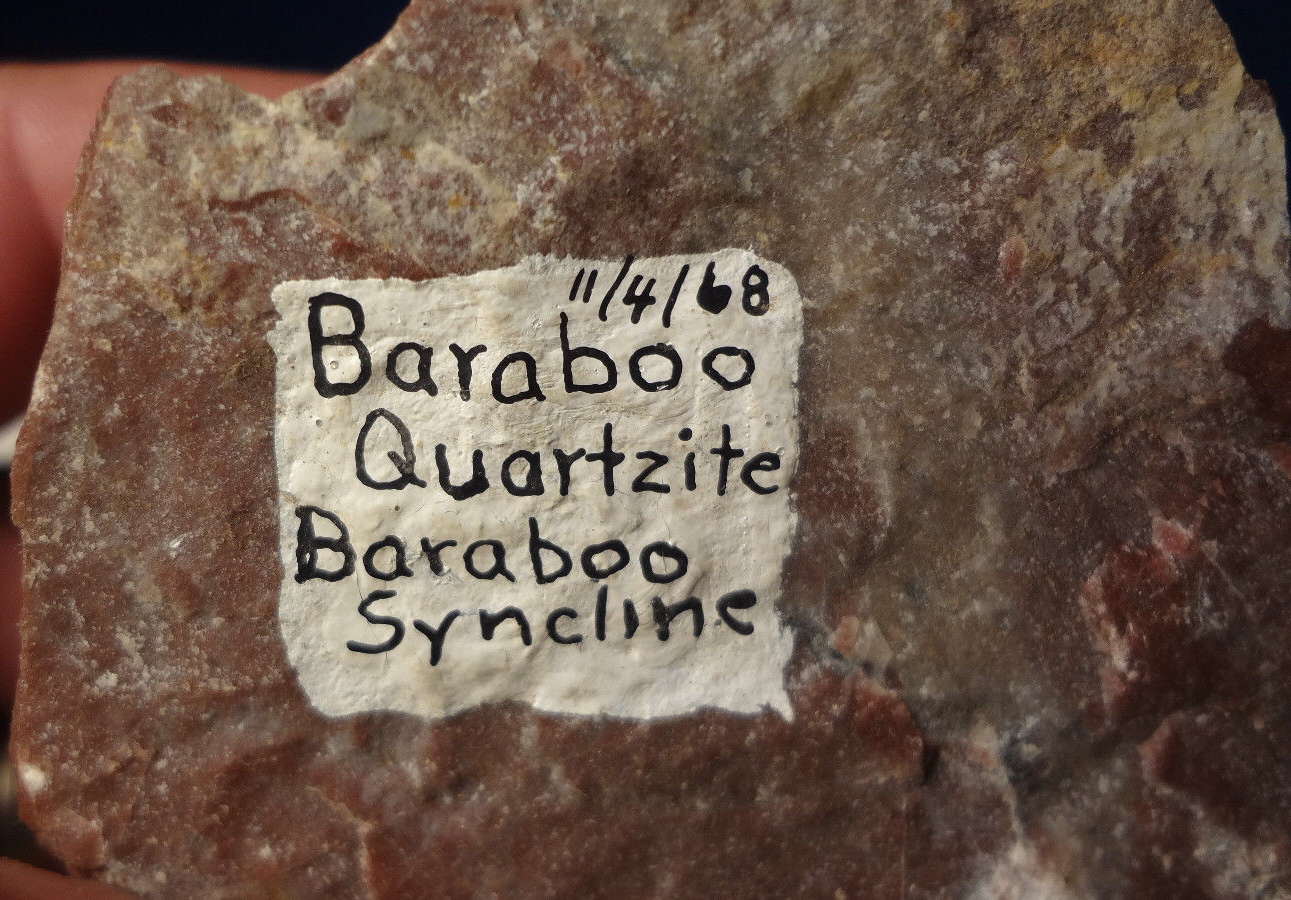 11/4/68
Baraboo
Quartzite
Baraboo
Syncline